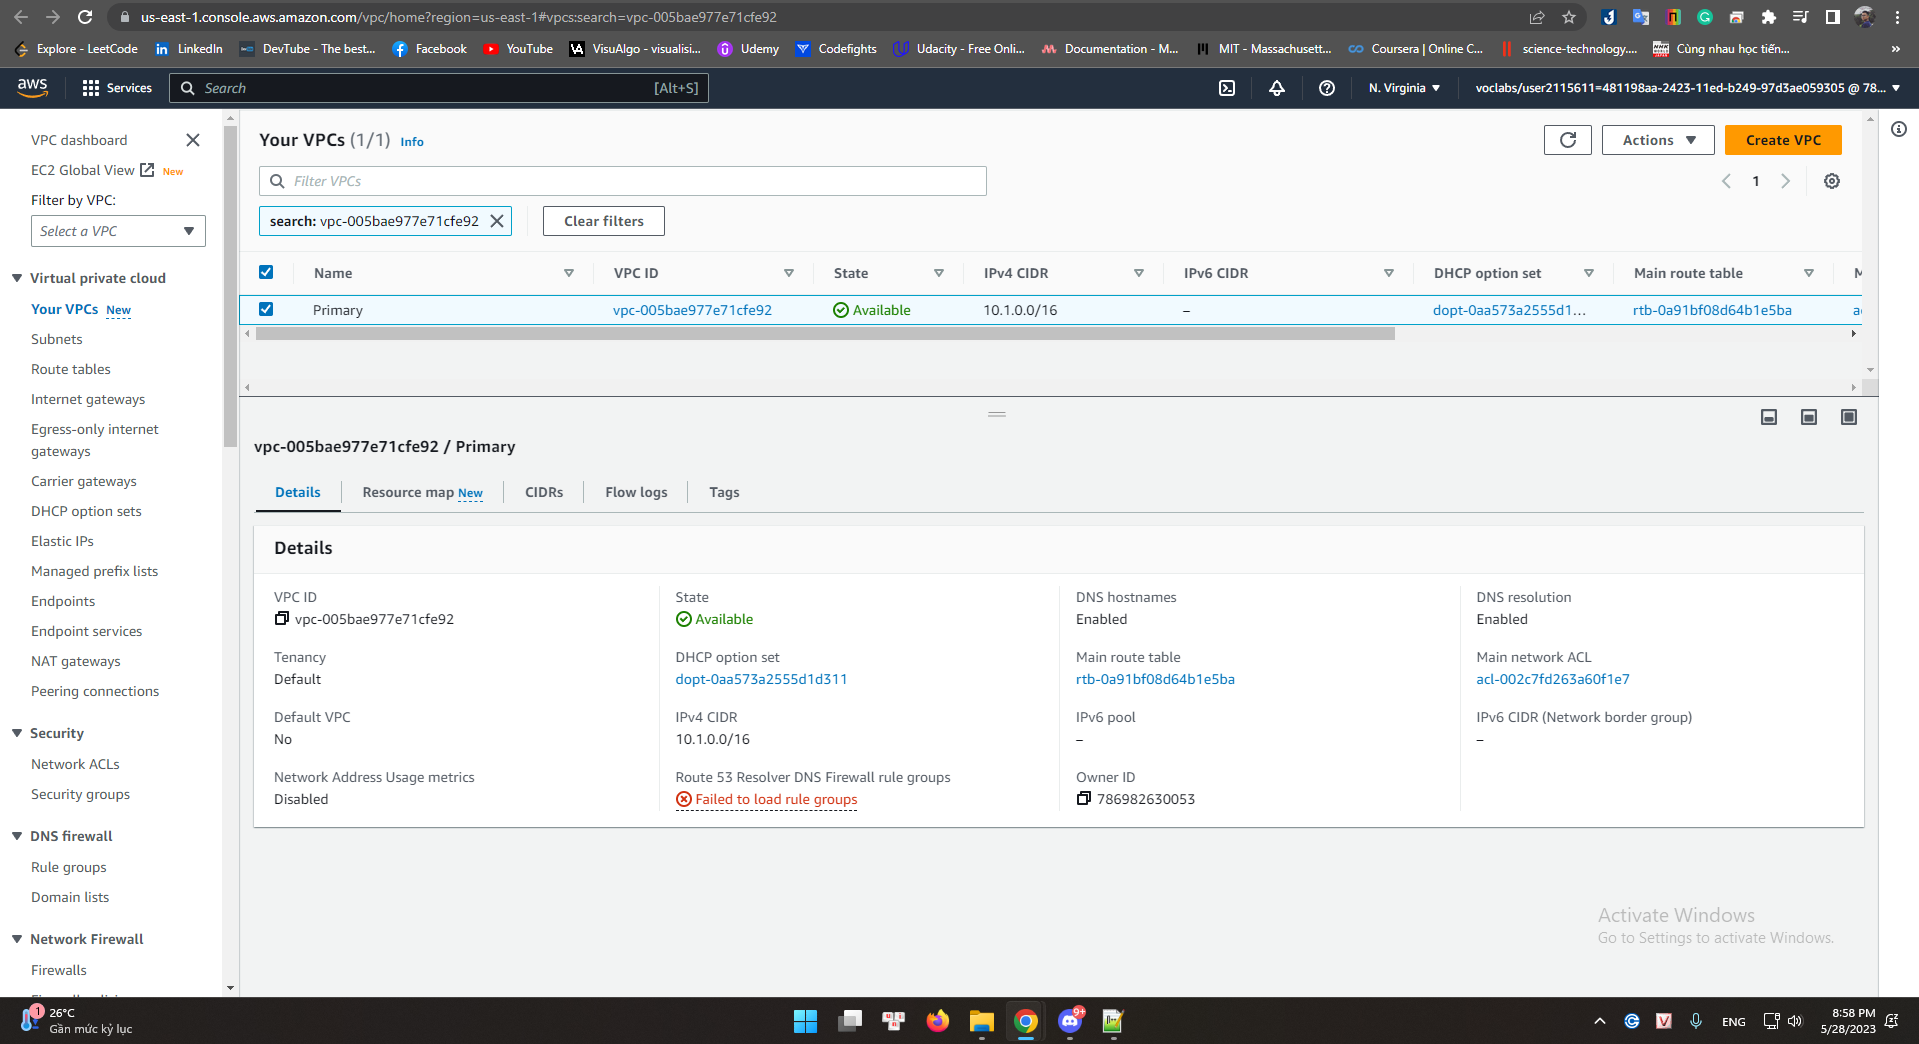 us-east-1.console.aws.amazon.com/vpc/home?region=us-east-1#vpcs:search=vpc-005bae977e71cfe92
Explore - LeetCode LinkedIn DevTube - The best... Facebook YouTube VisuAlgo - visualisi... Udemy Codefights Udacity - Free Onli... Documentation - M... MIT - Massachusett... Coursera | Online C... science-technology.... Cùng nhau học tiến... »
aws Services Search [Alt+S] N. Virginia voclabs/user2115611=481198aa-2423-11ed-b249-97d3ae059305 @ 78...
VPC dashboard
EC2 Global View New
Filter by VPC:
Select a VPC
Virtual private cloud
Your VPCs New
Subnets
Route tables
Internet gateways
Egress-only internet
gateways
Carrier gateways
DHCP option sets
Elastic IPs
Managed prefix lists
Endpoints
Endpoint services
NAT gateways
Peering connections
Security
Network ACLs
Security groups
DNS firewall
Rule groups
Domain lists
Network Firewall
Firewalls
Your VPCs (1/1) Info
Actions
Create VPC
Filter VPCs
1
search: vpc-005bae977e71cfe92
Clear filters
Name VPC ID State IPv4 CIDR IPv6 CIDR DHCP option set Main route table M
Primary vpc-005bae977e71cfe92 Available 10.1.0.0/16 – dopt-0aa573a2555d1... rtb-0a91bf08d64b1e5ba a
vpc-005bae977e71cfe92 / Primary
Details Resource map New CIDRs Flow logs Tags
Details
VPC ID
vpc-005bae977e71cfe92
State
Available
DNS hostnames
Enabled
DNS resolution
Enabled
Tenancy
Default
DHCP option set
dopt-0aa573a2555d1d311
Main route table
rtb-0a91bf08d64b1e5ba
Main network ACL
acl-002c7fd263a60f1e7
Default VPC
No
IPv4 CIDR
10.1.0.0/16
IPv6 pool
–
IPv6 CIDR (Network border group)
–
Network Address Usage metrics
Disabled
Route 53 Resolver DNS Firewall rule groups
Failed to load rule groups
Owner ID
786982630053
Activate Windows
Go to Settings to activate Windows.
1
26°C
Gần mức kỷ lục
9+
ENG
8:58 PM
5/28/2023